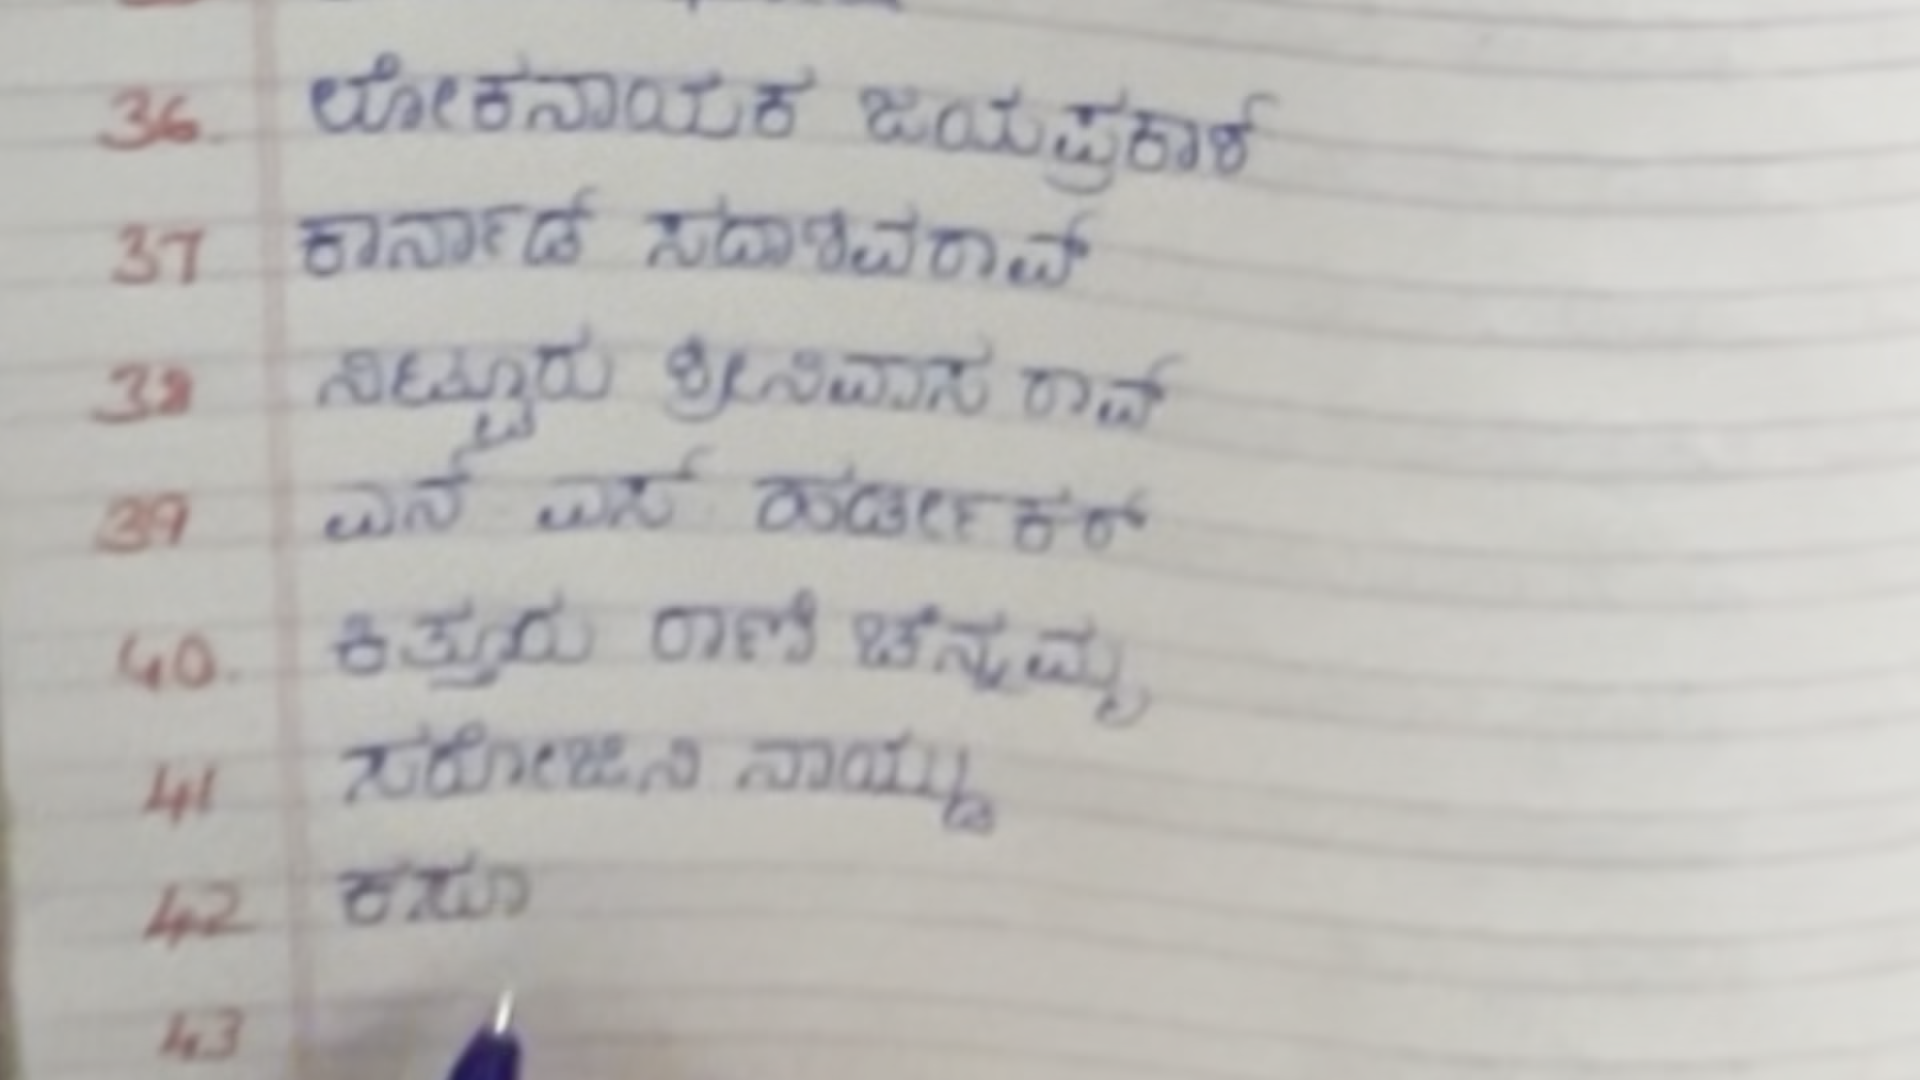 36. ಲೋಕನಾಯಕ ಜಯಪ್ರಕಾಶ್
37 ಕಾರ್ನಾಡ್ ಸದಾಶಿವರಾವ್
38 ನಿಟ್ಟೂರು ಶ್ರೀನಿವಾಸ ರಾವ್
39 ಎನ್ ಎಸ್ ಹರ್ಡೀಕರ್
40. ಕಿತ್ತುರು ರಾಣಿ ಚೆನ್ನಮ್ಮ
41 ಸರೋಜಿನಿ ನಾಯ್ಡು
42 ಕಸೂ
43